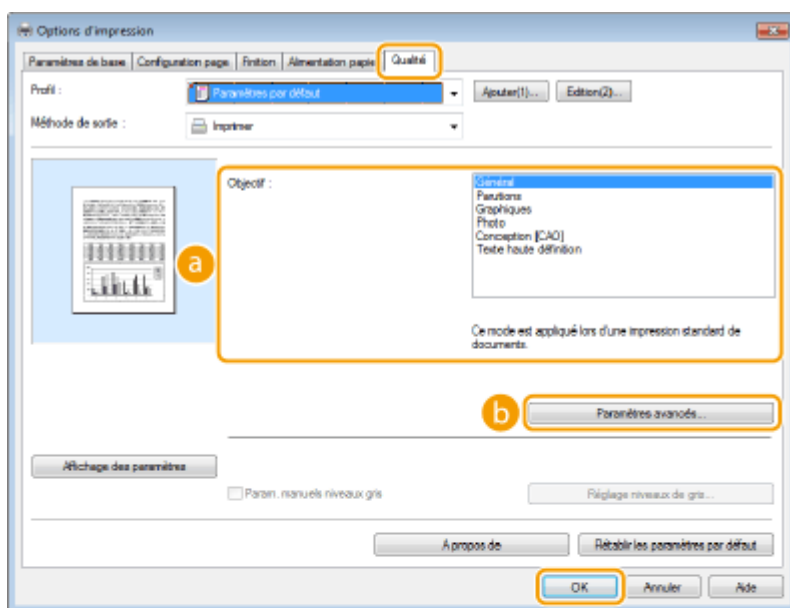 Options d'impression
Paramètres de base Configuration page Finition Alimentation papier Qualité
Profil : Paramètres par défaut Ajouter(1)... Edition(2)...
Méthode de sortie : Imprimer
Objectif :
Général
Parutions
Graphiques
Photo
Conception [CAO]
Texte haute définition
a
Ce mode est appliqué lors d'une impression standard de
documents.
b Paramètres avancés...
Affichage des paramètres
Param. manuels niveaux gris Réglage niveaux de gris...
A propos de Rétablir les paramètres par défaut
OK Annuler Aide